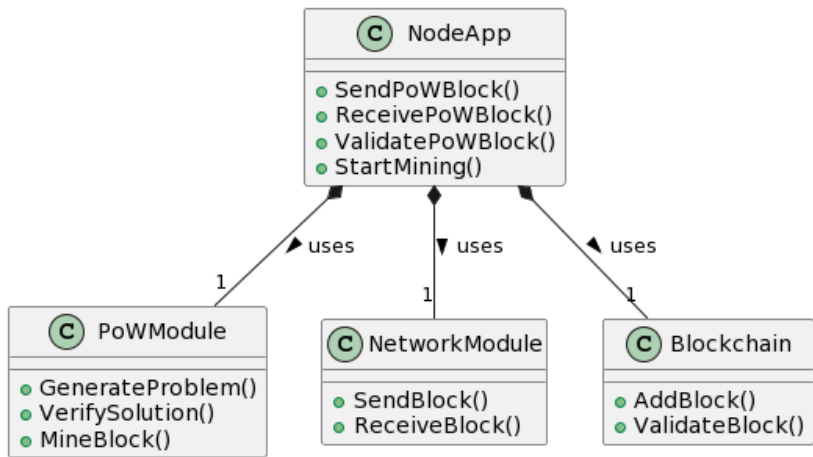 C NodeApp
SendPoWBlock()
ReceivePoWBlock()
ValidatePoWBlock()
StartMining()
uses
uses
uses
1
1
1
C PoWModule
GenerateProblem()
VerifySolution()
MineBlock()
C NetworkModule
SendBlock()
ReceiveBlock()
C Blockchain
AddBlock()
ValidateBlock()